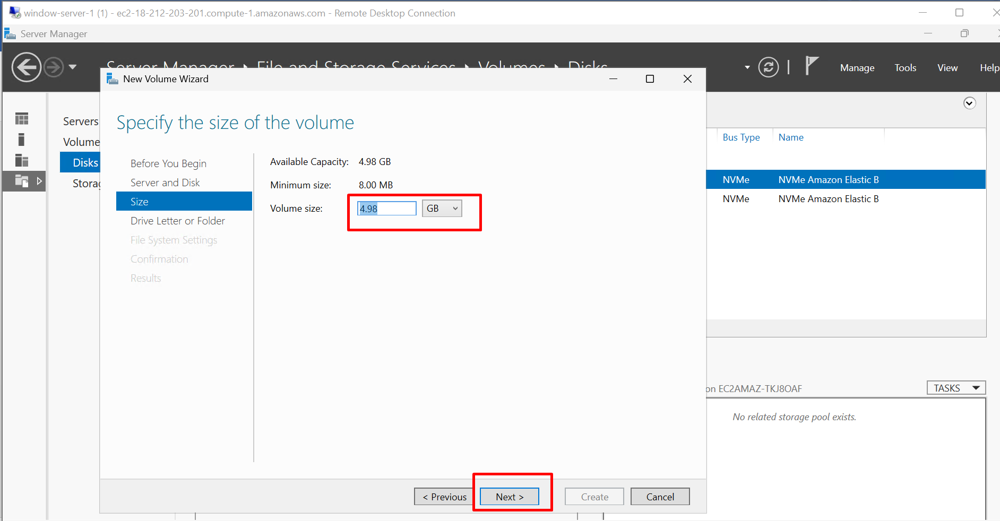 window-server-1 (1) - ec2-18-212-203-201.compute-1.amazonaws.com - Remote Desktop Connection
Server Manager
Server Manager ▸ File and Storage Services ▸ Volumes ▸ Disks
Manage Tools View Help
New Volume Wizard
Specify the size of the volume
Servers
Volume
Disks
Storag
Before You Begin
Server and Disk
Size
Drive Letter or Folder
File System Settings
Confirmation
Results
Available Capacity: 4.98 GB
Minimum size: 8.00 MB
Volume size: 4.98 GB
Bus Type Name
NVMe NVMe Amazon Elastic B
NVMe NVMe Amazon Elastic B
on EC2AMAZ-TKJ8OAF
TASKS
No related storage pool exists.
< Previous Next > Create Cancel